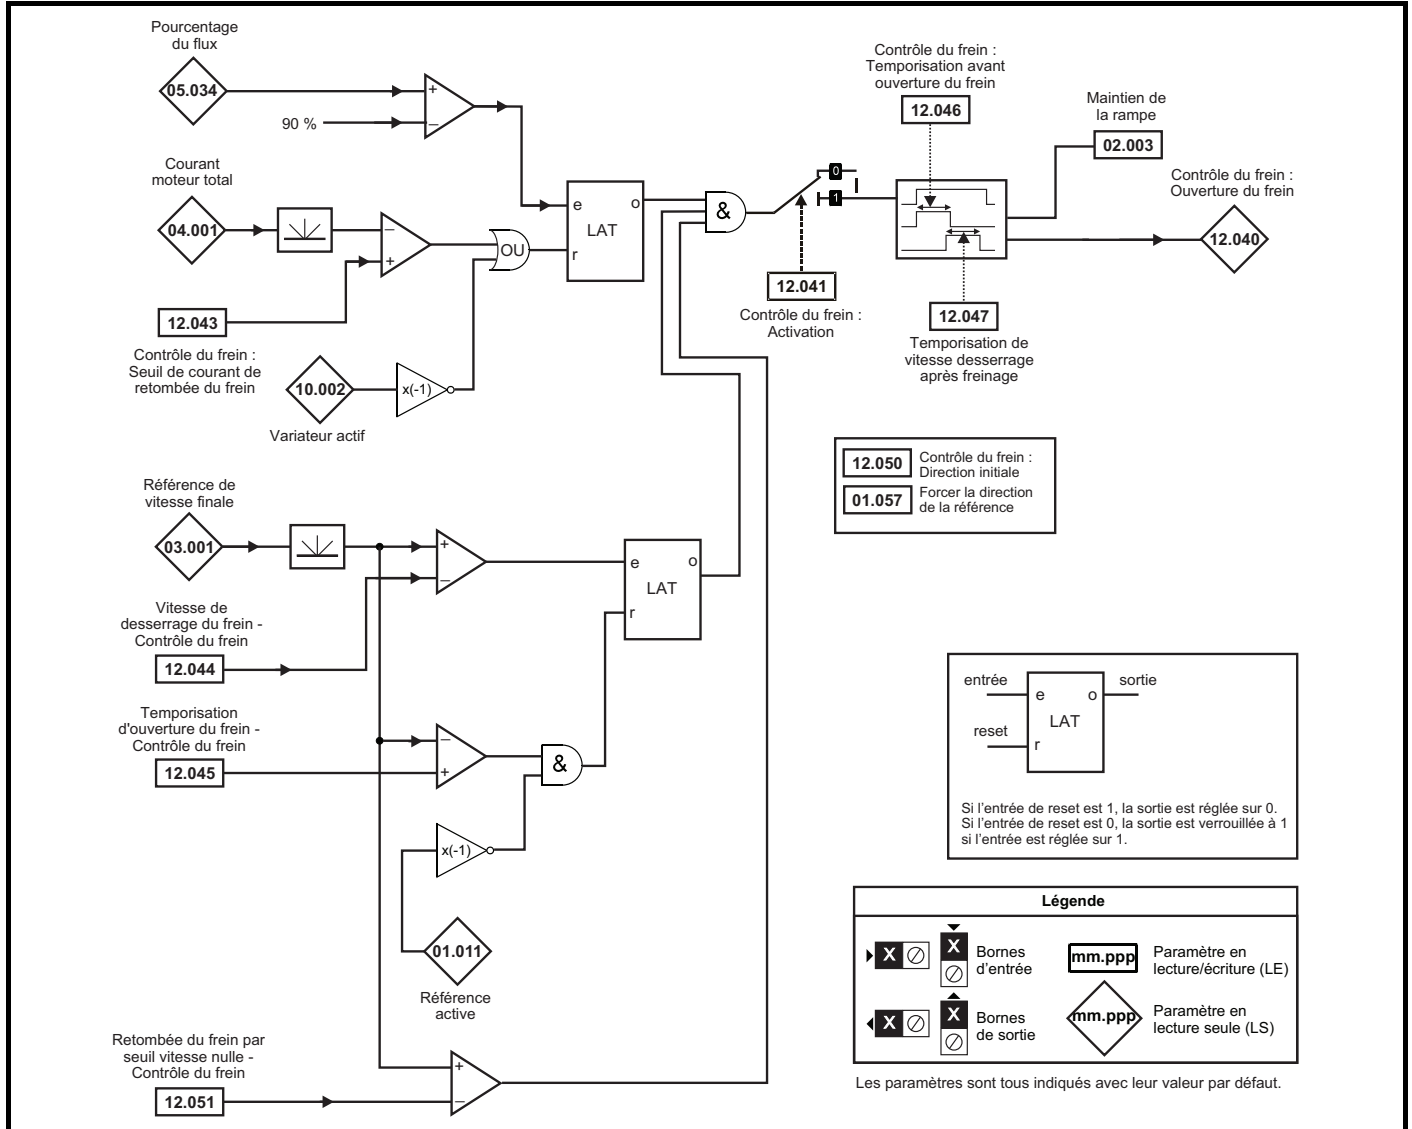 Pourcentage
du flux
05.034
+
–
90 %
Courant
moteur total
04.001
–
+
OU
12.043
Contrôle du frein :
Seuil de courant de
retombée du frein
10.002
x(-1)
Variateur actif
e
o
LAT
r
&
0
1
12.041
Contrôle du frein :
Activation
Contrôle du frein :
Temporisation avant
ouverture du frein
12.046
12.047
Temporisation de
vitesse desserrage
après freinage
Maintien de
la rampe
02.003
Contrôle du frein :
Ouverture du frein
12.040
12.050
Contrôle du frein :
Direction initiale
01.057
Forcer la direction
de la référence
Référence de
vitesse finale
03.001
+
–
Vitesse de
desserrage du frein -
Contrôle du frein
12.044
e
o
LAT
r
Temporisation
d'ouverture du frein -
Contrôle du frein
12.045
–
+
&
x(-1)
01.011
Référence
active
Retombée du frein par
seuil vitesse nulle -
Contrôle du frein
12.051
+
–
entrée
sortie
e
o
LAT
reset
r
Si l'entrée de reset est 1, la sortie est réglée sur 0.
Si l'entrée de reset est 0, la sortie est verrouillée à 1
si l'entrée est réglée sur 1.
Légende
X
X
Bornes
d'entrée
mm.ppp
Paramètre en
lecture/écriture (LE)
X
X
Bornes
de sortie
mm.ppp
Paramètre en
lecture seule (LS)
Les paramètres sont tous indiqués avec leur valeur par défaut.